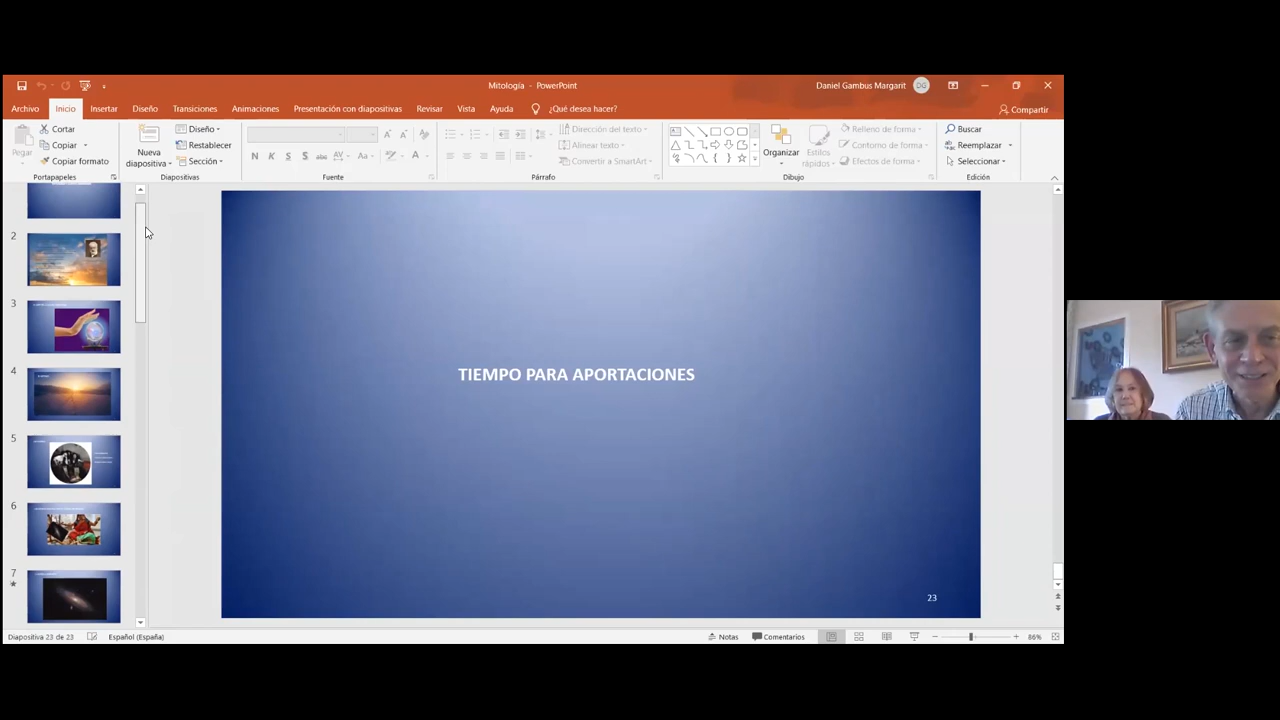 Mitología - PowerPoint
Daniel Gambus Margarit
DG
Archivo
Inicio
Insertar
Diseño
Transiciones
Animaciones
Presentación con diapositivas
Revisar
Vista
Ayuda
¿Qué desea hacer?
Compartir
Pegar
Cortar
Copiar
Copiar formato
Portapapeles
Nueva
diapositiva
Diseño
Restablecer
Sección
Diapositivas
N K S S abc AV Aa A
Fuente
Dirección del texto
Alinear texto
Convertir a SmartArt
Párrafo
Organizar
Estilos
rápidos
Relleno de forma
Contorno de forma
Efectos de forma
Dibujo
Buscar
Reemplazar
Seleccionar
Edición
2
3
4
5
6
7
TIEMPO PARA APORTACIONES
23
Diapositiva 23 de 23
Español (España)
Notas
Comentarios
86%